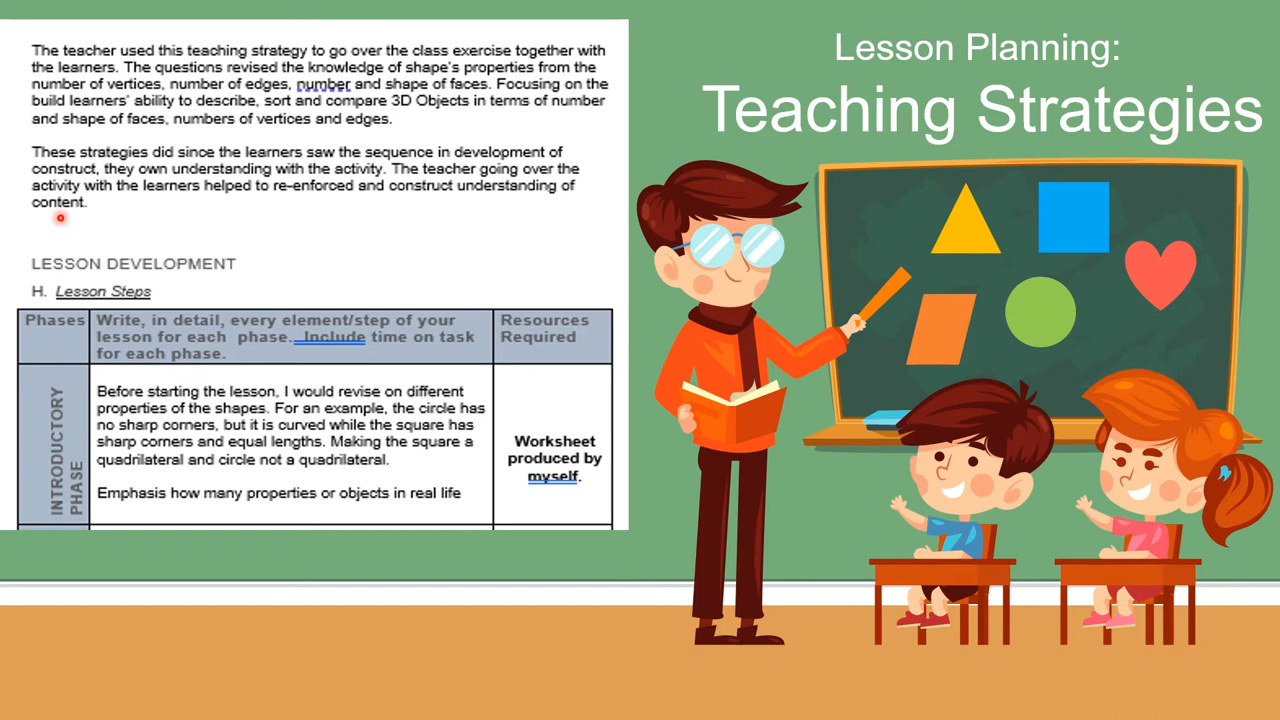 The teacher used this teaching strategy to go over the class exercise together with
the learners. The questions revised the knowledge of shape's properties from the
number of vertices, number of edges, number and shape of faces. Focusing on the
build learners' ability to describe, sort and compare 3D Objects in terms of number
and shape of faces, numbers of vertices and edges.
These strategies did since the learners saw the sequence in development of
construct, they own understanding with the activity. The teacher going over the
activity with the learners helped to re-enforced and construct understanding of
content.
LESSON DEVELOPMENT
H. Lesson Steps
Phases
Write, in detail, every element/step of your
lesson for each phase. Include time on task
for each phase.
Resources
Required
INTRODUCTORY
PHASE
Before starting the lesson, I would revise on different
properties of the shapes. For an example, the circle has
no sharp corners, but it is curved while the square has
sharp corners and equal lengths. Making the square a
quadrilateral and circle not a quadrilateral.
Emphasis how many properties or objects in real life
Worksheet
produced by
myself.
Lesson Planning:
Teaching Strategies